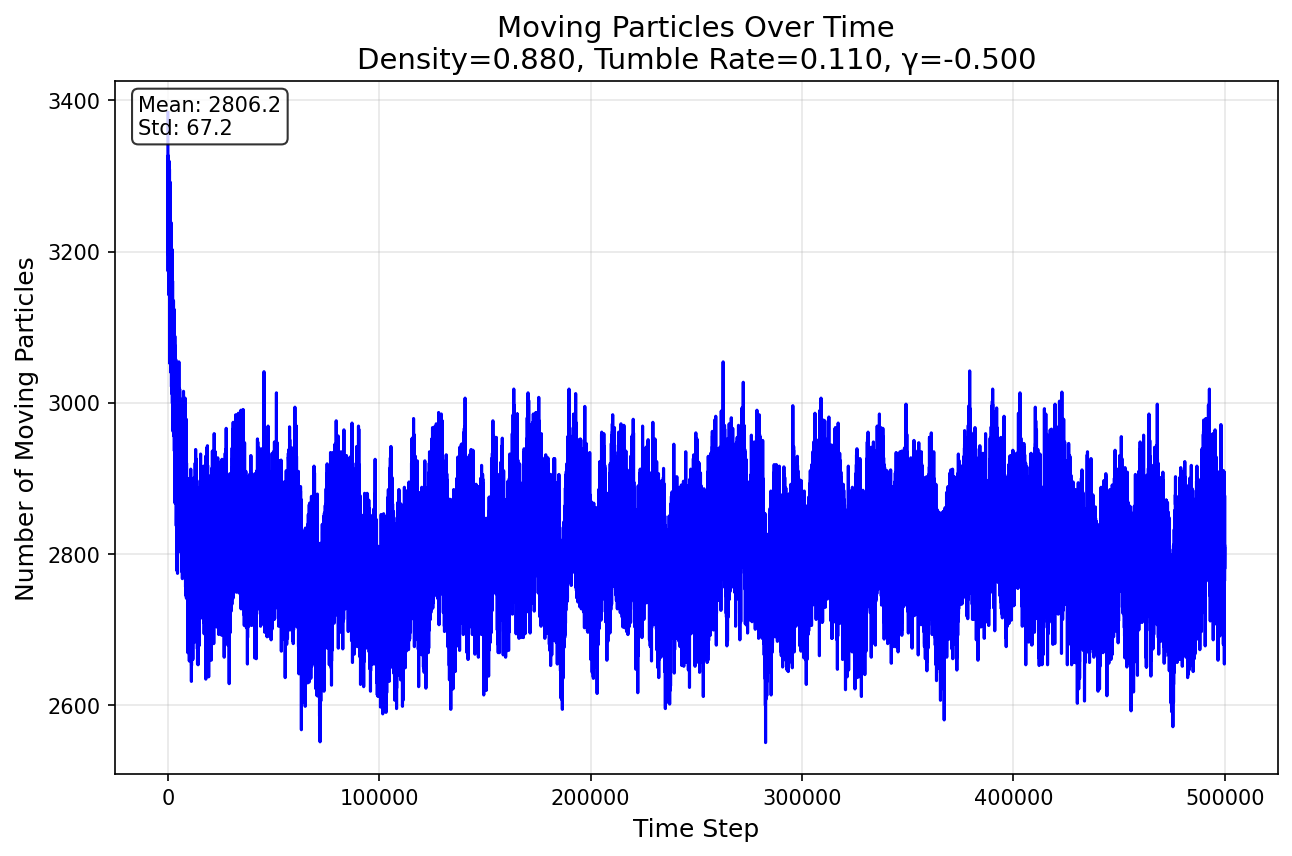 Moving Particles Over Time
Density=0.880, Tumble Rate=0.110, γ=-0.500
Mean: 2806.2
Std: 67.2
3400
3200
3000
2800
2600
Number of Moving Particles
0
100000
200000
300000
400000
500000
Time Step